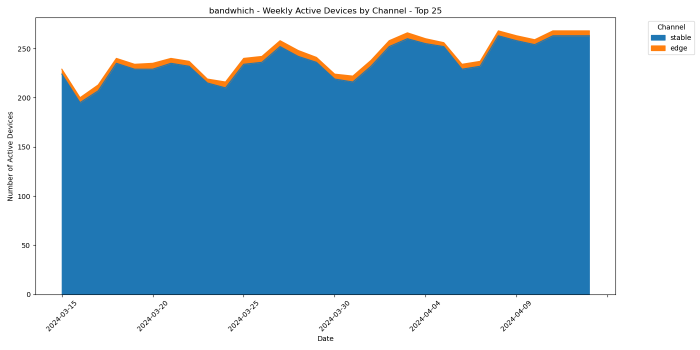 bandwhich - Weekly Active Devices by Channel - Top 25
Number of Active Devices
250
200
150
100
50
0
2024-03-15
2024-03-20
2024-03-25
2024-03-30
2024-04-04
2024-04-09
Date
Channel
stable
edge